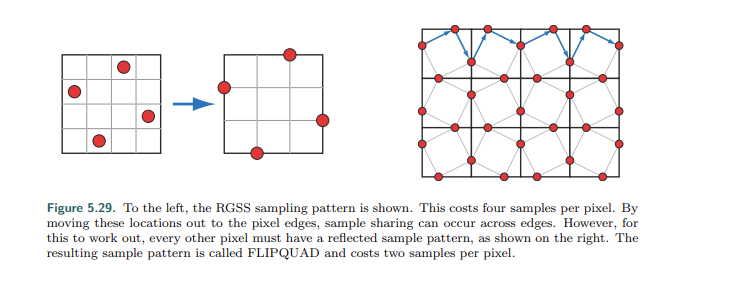 Figure 5.29. To the left, the RGSS sampling pattern is shown. This costs four samples per pixel. By
moving these locations out to the pixel edges, sample sharing can occur across edges. However, for
this to work out, every other pixel must have a reflected sample pattern, as shown on the right. The
resulting sample pattern is called FLIPQUAD and costs two samples per pixel.